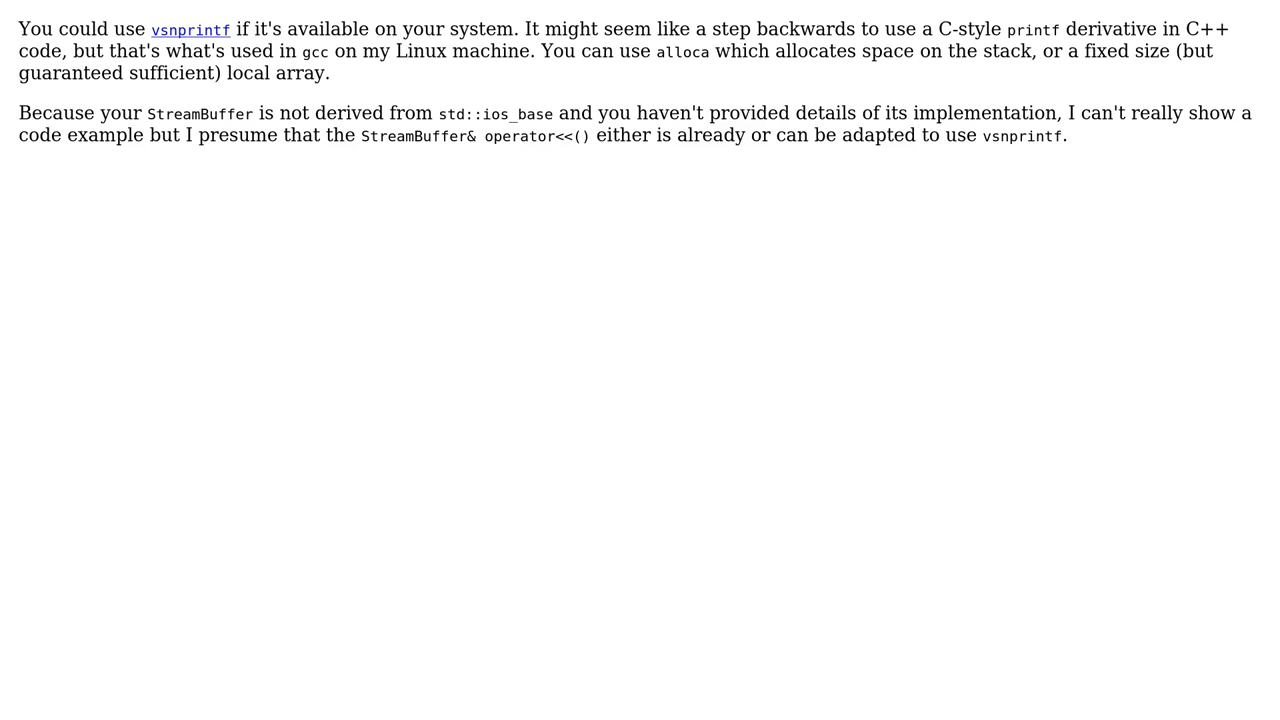 You could use vsnprintf if it's available on your system. It might seem like a step backwards to use a C-style printf derivative in C++
code, but that's what's used in gcc on my Linux machine. You can use alloca which allocates space on the stack, or a fixed size (but
guaranteed sufficient) local array.
Because your StreamBuffer is not derived from std::ios_base and you haven't provided details of its implementation, I can't really show a
code example but I presume that the StreamBuffer& operator<<() either is already or can be adapted to use vsnprintf.